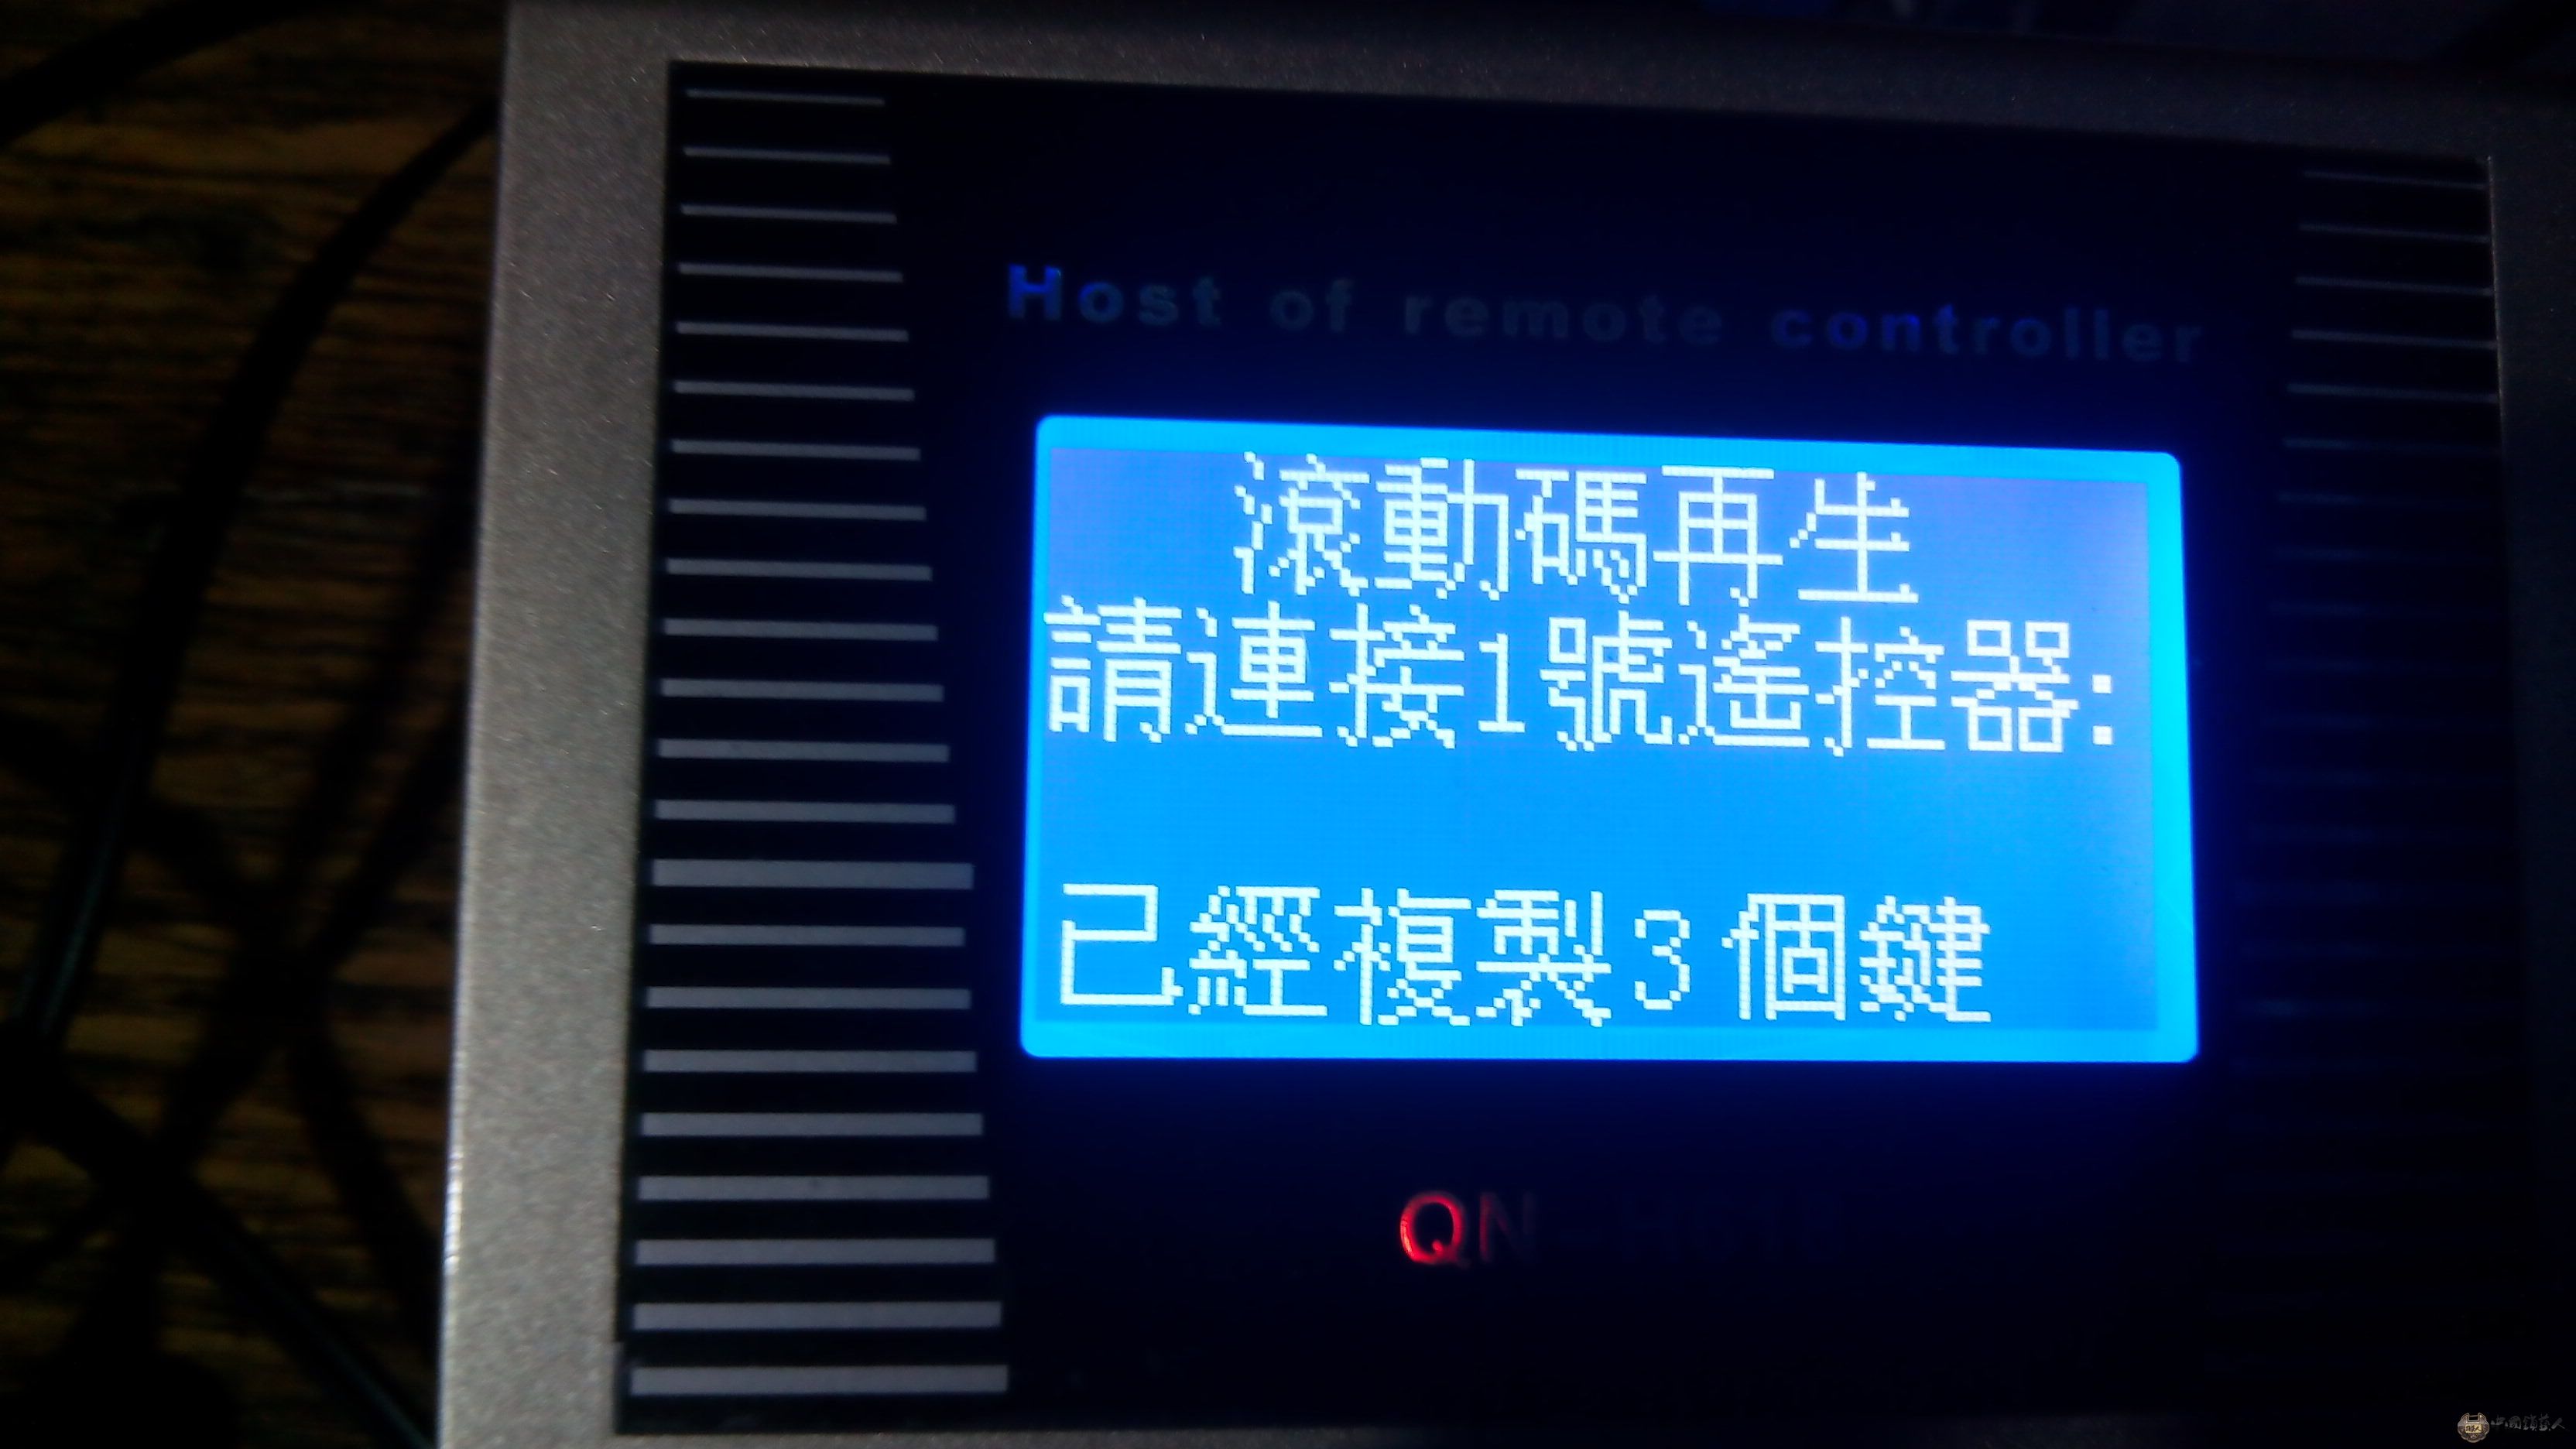 Host of remote controller
滾動碼再生
請連接1號遙控器:
已經複製3個鍵
QN